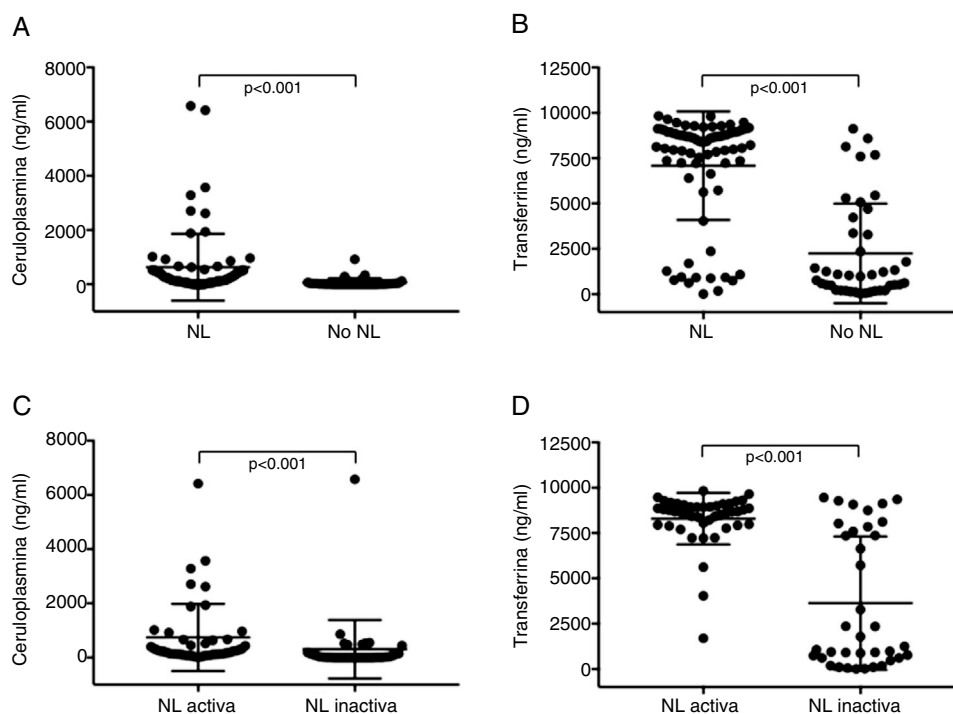 A
Ceruloplasmina (ng/ml)
8000
6000
4000
2000
0
p<0.001
NL
No NL
B
Transferrina (ng/ml)
12500
10000
7500
5000
2500
0
p<0.001
NL
No NL
C
Ceruloplasmina (ng/ml)
8000
6000
4000
2000
0
p<0.001
NL activa
NL inactiva
D
Transferrina (ng/ml)
12500
10000
7500
5000
2500
0
p<0.001
NL activa
NL inactiva